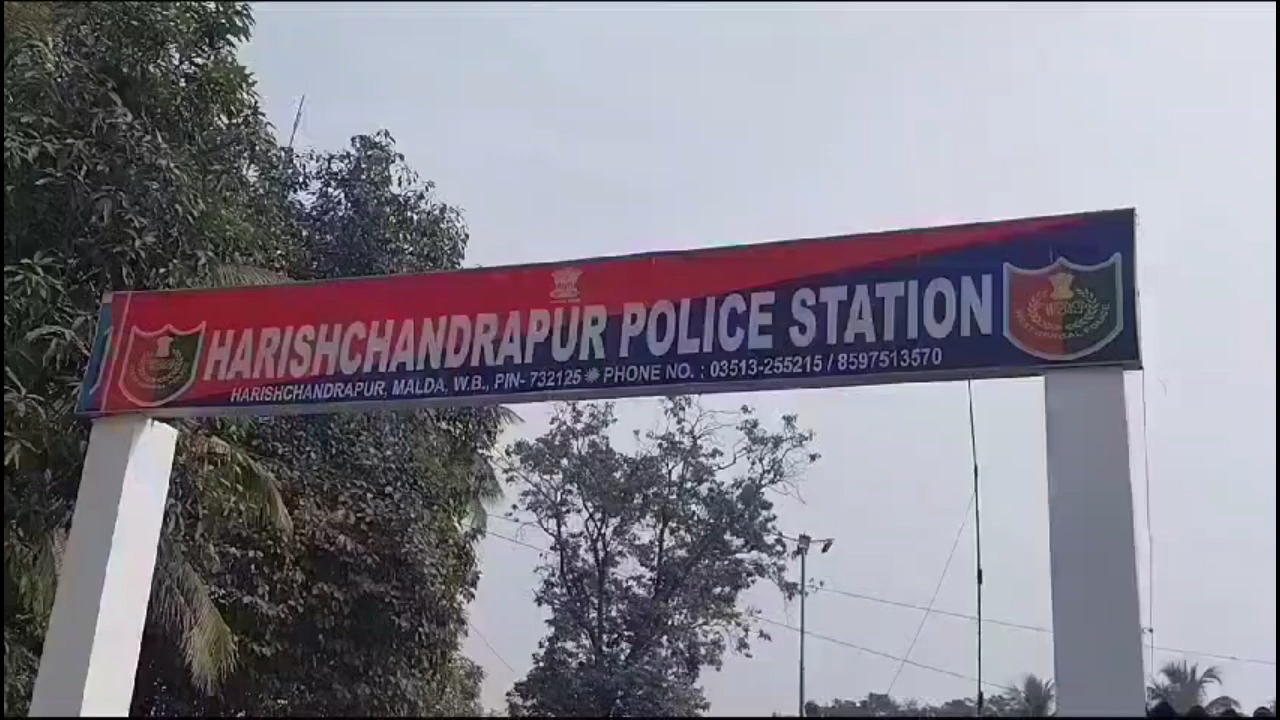 HARISHCHANDRAPUR POLICE STATION
HARISHCHANDRAPUR, MALDA, W.B., PIN- 732125 ✹ PHONE NO. : 03513-255215 / 8597513570